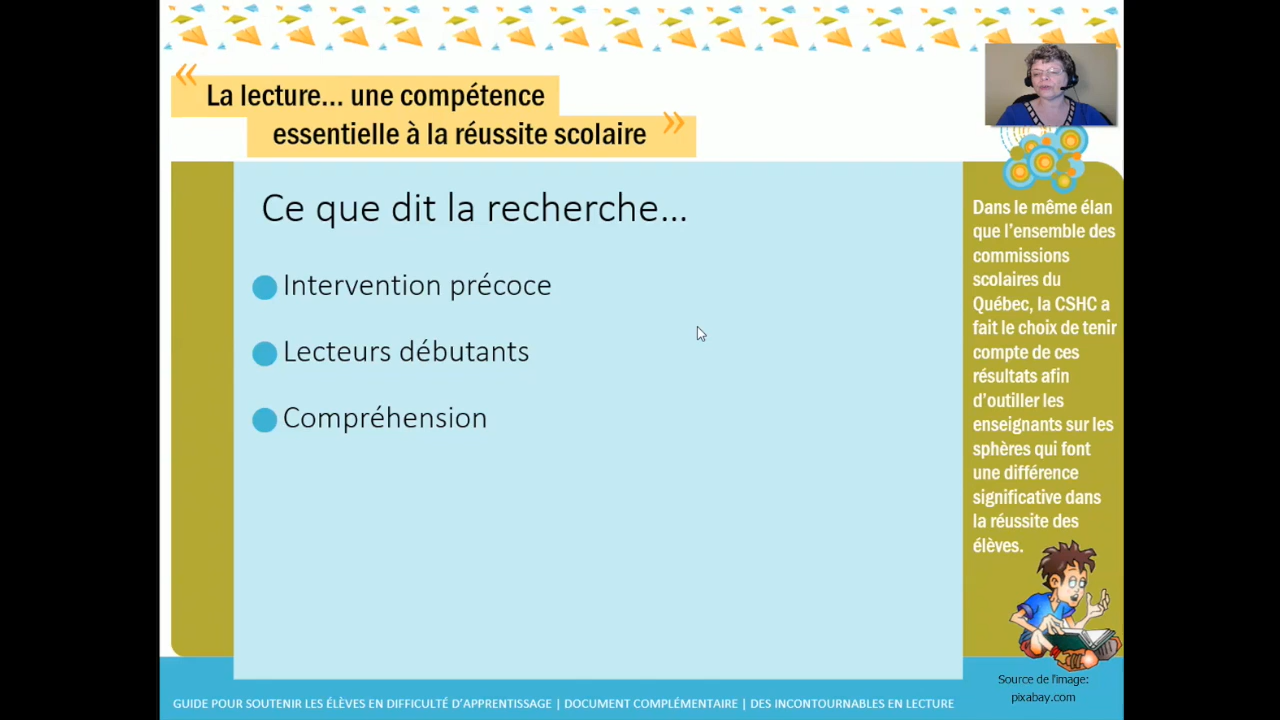 « La lecture... une compétence
essentielle à la réussite scolaire »
Ce que dit la recherche...
Intervention précoce
Lecteurs débutants
Compréhension
Dans le même élan
que l'ensemble des
commissions
scolaires du
Québec, la CSHC a
fait le choix de tenir
compte de ces
résultats afin
d'outiller les
enseignants sur les
sphères qui font
une différence
significative dans
la réussite des
élèves.
Source de l'image:
pixabay.com
GUIDE POUR SOUTENIR LES ÉLÈVES EN DIFFICULTÉ D'APPRENTISSAGE | DOCUMENT COMPLÉMENTAIRE | DES INCONTOURNABLES EN LECTURE